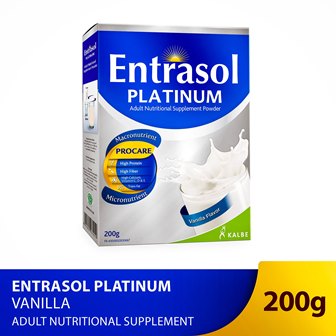 Entrasol
PLATINUM
Adult Nutritional Supplement Powder
Macronutrient
PROCARE
High Protein
High Fiber
Micronutrient
Vanilla Flavor
200g
KALBE
ENTRASOL PLATINUM
VANILLA
ADULT NUTRITIONAL SUPPLEMENT
200g